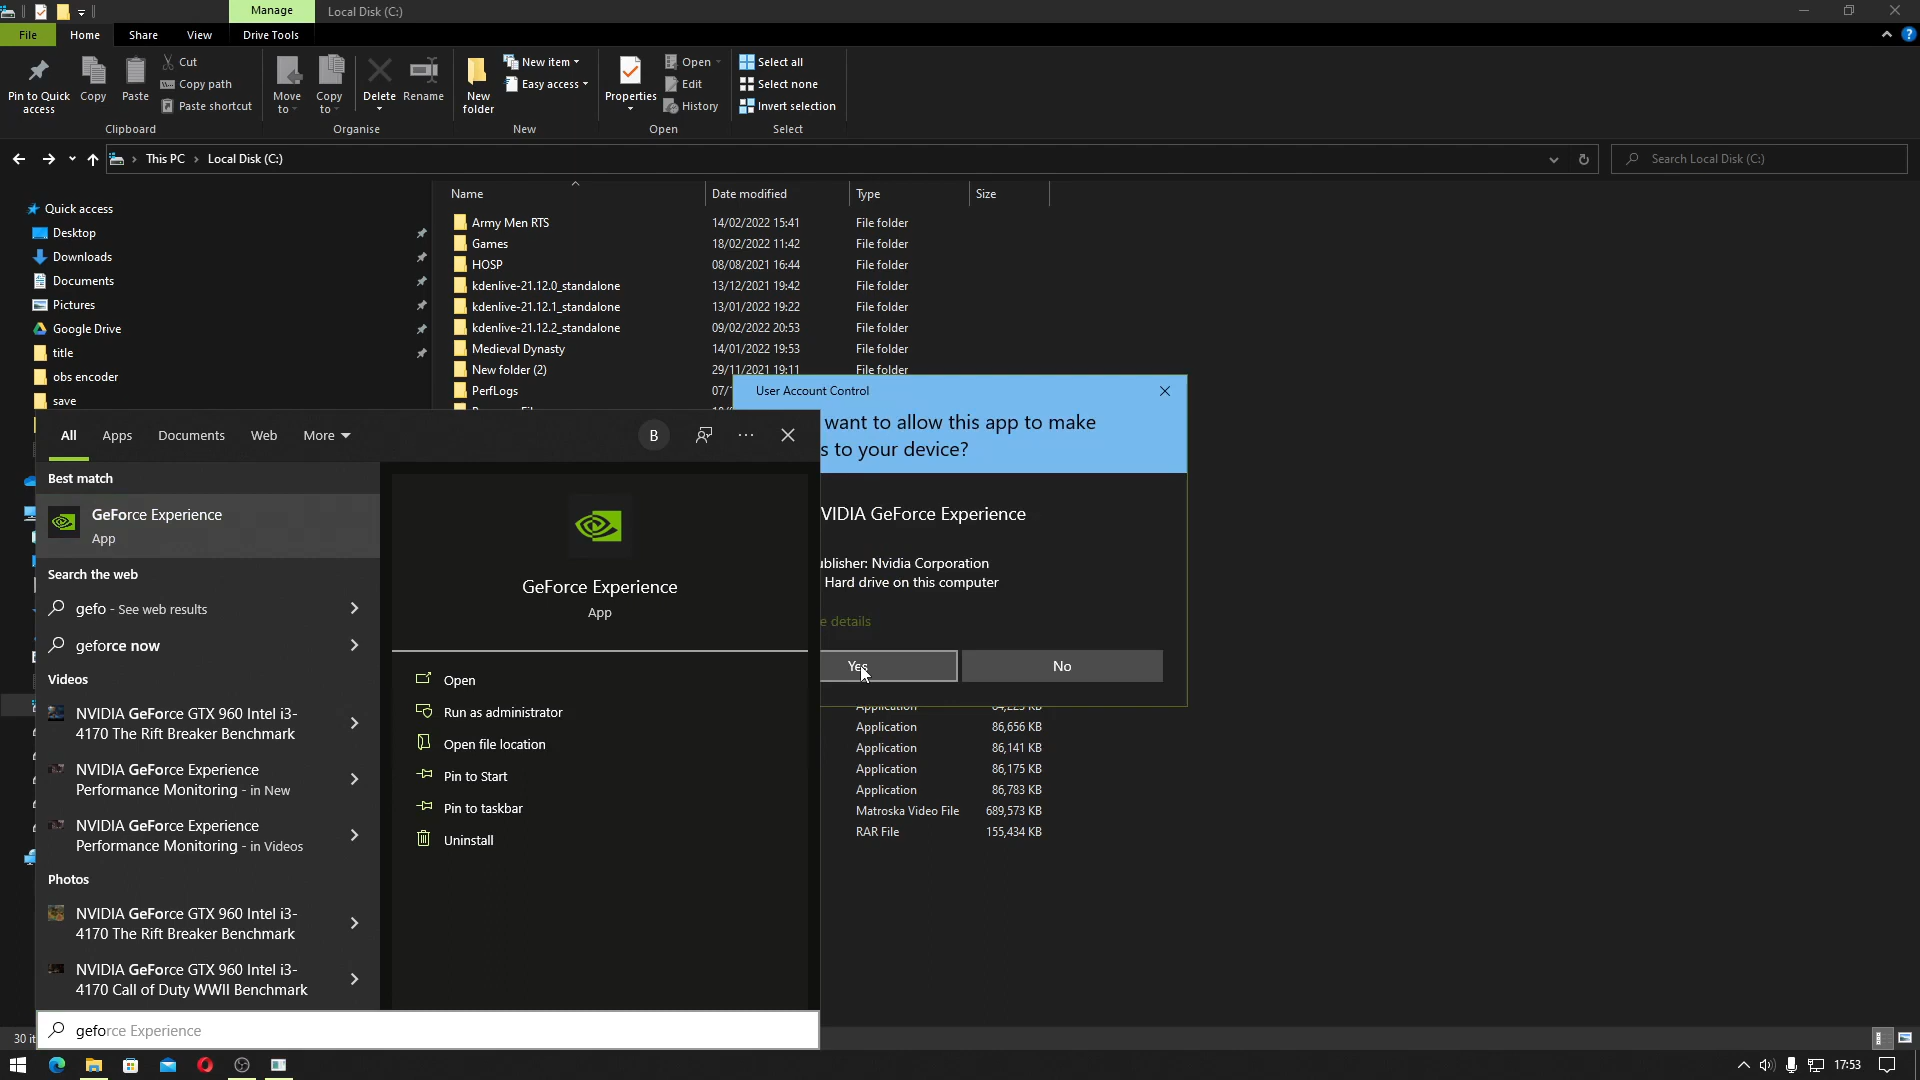 Manage
Local Disk (C:)
File
Home
Share
View
Drive Tools
Pin to Quick
access
Copy
Paste
Cut
Copy path
Paste shortcut
Clipboard
Move
to
Copy
to
Delete
Rename
Organise
New
folder
New item
Easy access
New
Properties
Open
Edit
History
Open
Select all
Select none
Invert selection
Select
This PC
Local Disk (C:)
Search Local Disk (C:)
Name
Date modified
Type
Size
Quick access
Desktop
Downloads
Documents
Pictures
Google Drive
title
obs encoder
save
Army Men RTS 14/02/2022 15:41 File folder
Games 18/02/2022 11:42 File folder
HOSP 08/08/2021 16:44 File folder
kdenlive-21.12.0_standalone 13/12/2021 19:42 File folder
kdenlive-21.12.1_standalone 13/01/2022 19:22 File folder
kdenlive-21.12.2_standalone 09/02/2022 20:53 File folder
Medieval Dynasty 14/01/2022 19:53 File folder
New folder (2) 29/11/2021 19:11 File folder
PerfLogs 07/
User Account Control
want to allow this app to make
s to your device?
VIDIA GeForce Experience
ublisher: Nvidia Corporation
Hard drive on this computer
e details
Yes
No
Application
Application 86,656 KB
Application 86,141 KB
Application 86,175 KB
Application 86,783 KB
Matroska Video File 689,573 KB
RAR File 155,434 KB
All
Apps
Documents
Web
More
B
Best match
GeForce Experience
App
Search the web
gefo - See web results
geforce now
Videos
NVIDIA GeForce GTX 960 Intel i3-
4170 The Rift Breaker Benchmark
NVIDIA GeForce Experience
Performance Monitoring - in New
NVIDIA GeForce Experience
Performance Monitoring - in Videos
Photos
NVIDIA GeForce GTX 960 Intel i3-
4170 The Rift Breaker Benchmark
NVIDIA GeForce GTX 960 Intel i3-
4170 Call of Duty WWII Benchmark
GeForce Experience
App
Open
Run as administrator
Open file location
Pin to Start
Pin to taskbar
Uninstall
geforce Experience
30 it
17:53